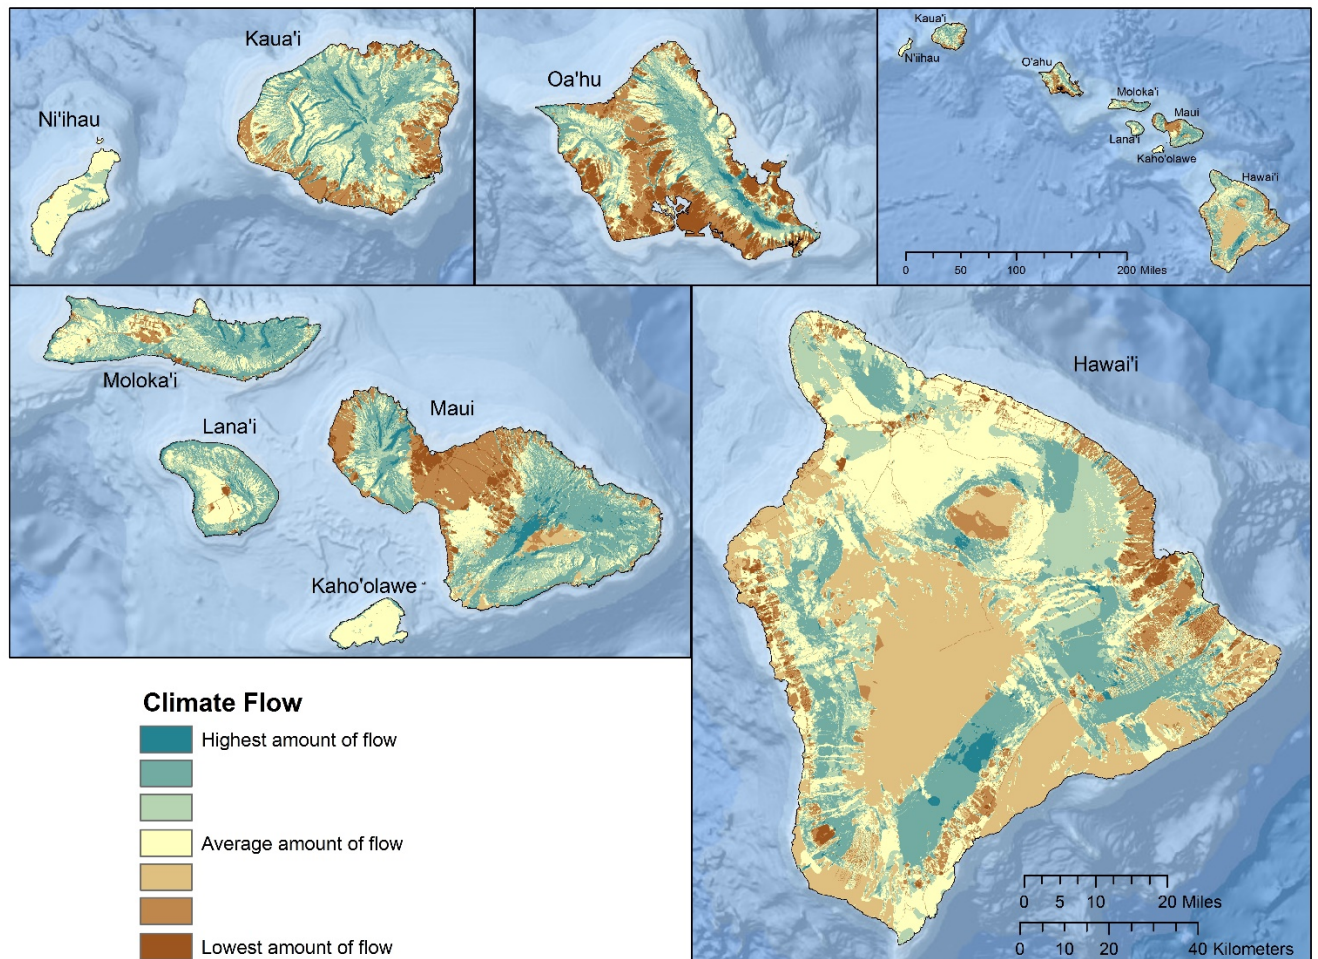 Kaua'i
Ni'ihau
Oa'hu
Kaua'i
N'iihau
O'ahu
Moloka'i
Maui
Lana'i
Kaho'olawe
Hawai'i
0 50 100 200 Miles
Moloka'i
Lana'i
Maui
Kaho'olawe
Hawai'i
0 5 10 20 Miles
0 10 20 40 Kilometers
Climate Flow
Highest amount of flow
Average amount of flow
Lowest amount of flow